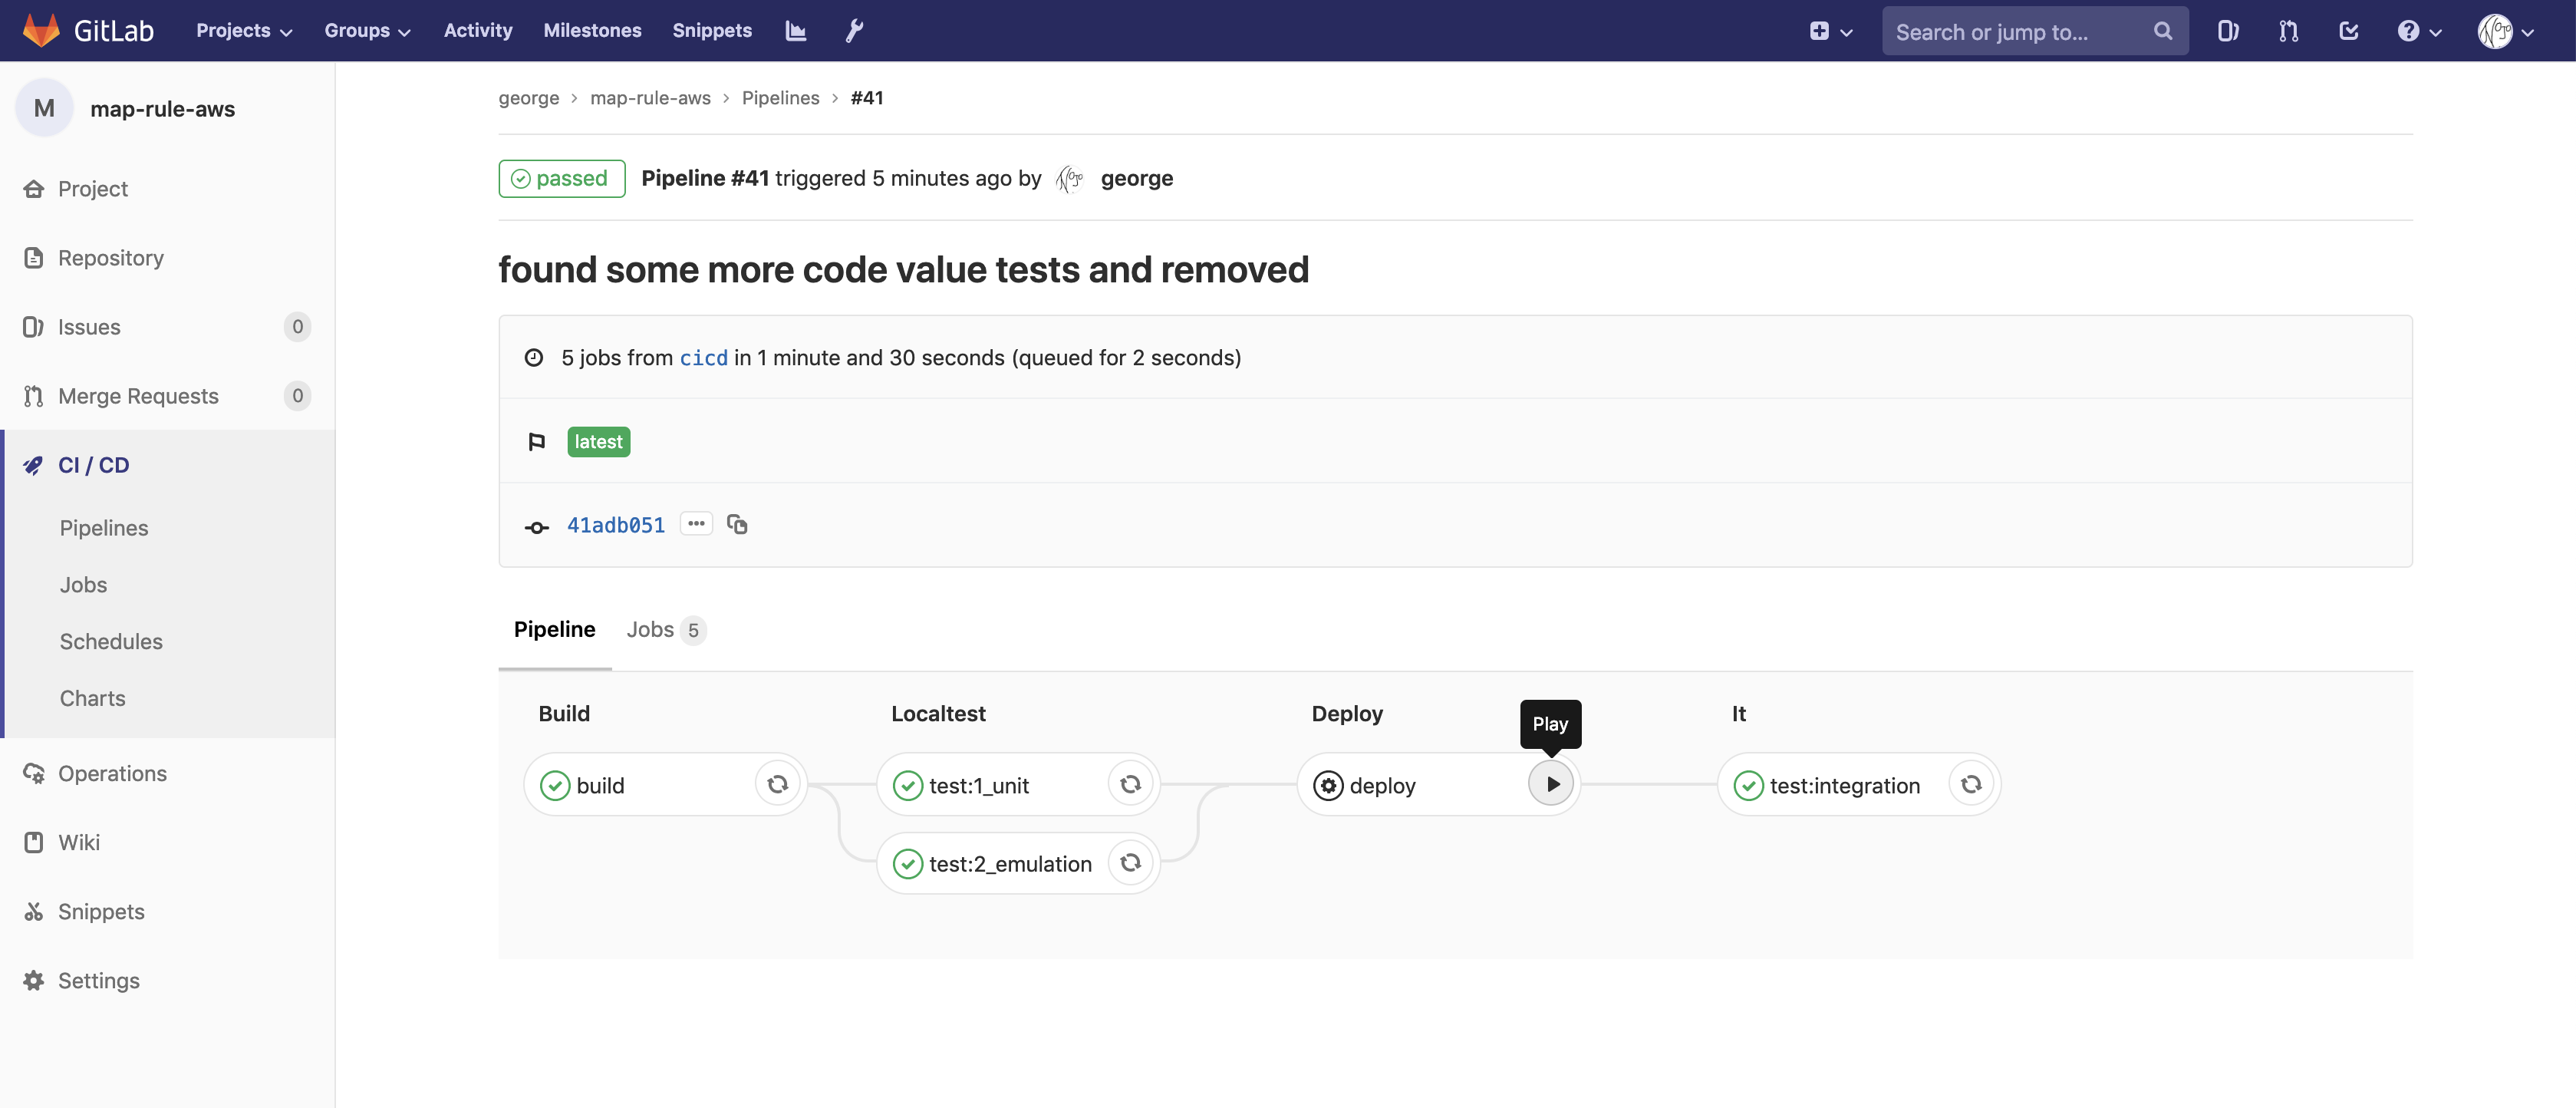 GitLab Projects Groups Activity Milestones Snippets Search or jump to...
M map-rule-aws
Project
Repository
Issues 0
Merge Requests 0
CI / CD
Pipelines
Jobs
Schedules
Charts
Operations
Wiki
Snippets
Settings
george > map-rule-aws > Pipelines > #41
passed Pipeline #41 triggered 5 minutes ago by george
found some more code value tests and removed
5 jobs from cicd in 1 minute and 30 seconds (queued for 2 seconds)
latest
41adb051 ...
Pipeline Jobs 5
Build Localtest Deploy Play It
build test:1_unit deploy test:integration
test:2_emulation